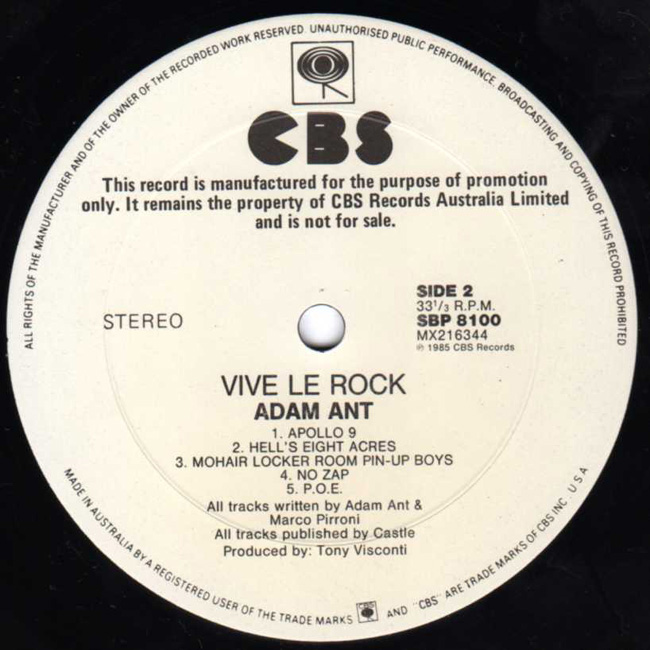 ALL RIGHTS OF THE MANUFACTURER AND OF THE OWNER OF THE RECORDED WORK RESERVED. UNAUTHORISED PUBLIC PERFORMANCE, BROADCASTING AND COPYING OF THIS RECORD PROHIBITED
CBS
This record is manufactured for the purpose of promotion
only. It remains the property of CBS Records Australia Limited
and is not for sale.
STEREO
SIDE 2
33 1/3 R.P.M.
SBP 8100
MX216344
℗ 1985 CBS Records
VIVE LE ROCK
ADAM ANT
1. APOLLO 9
2. HELL'S EIGHT ACRES
3. MOHAIR LOCKER ROOM PIN-UP BOYS
4. NO ZAP
5. P.O.E.
All tracks written by Adam Ant &
Marco Pirroni
All tracks published by Castle
Produced by: Tony Visconti
MADE IN AUSTRALIA BY A REGISTERED USER OF THE TRADE MARKS CBS AND "CBS" ARE TRADE MARKS OF CBS INC. U S A